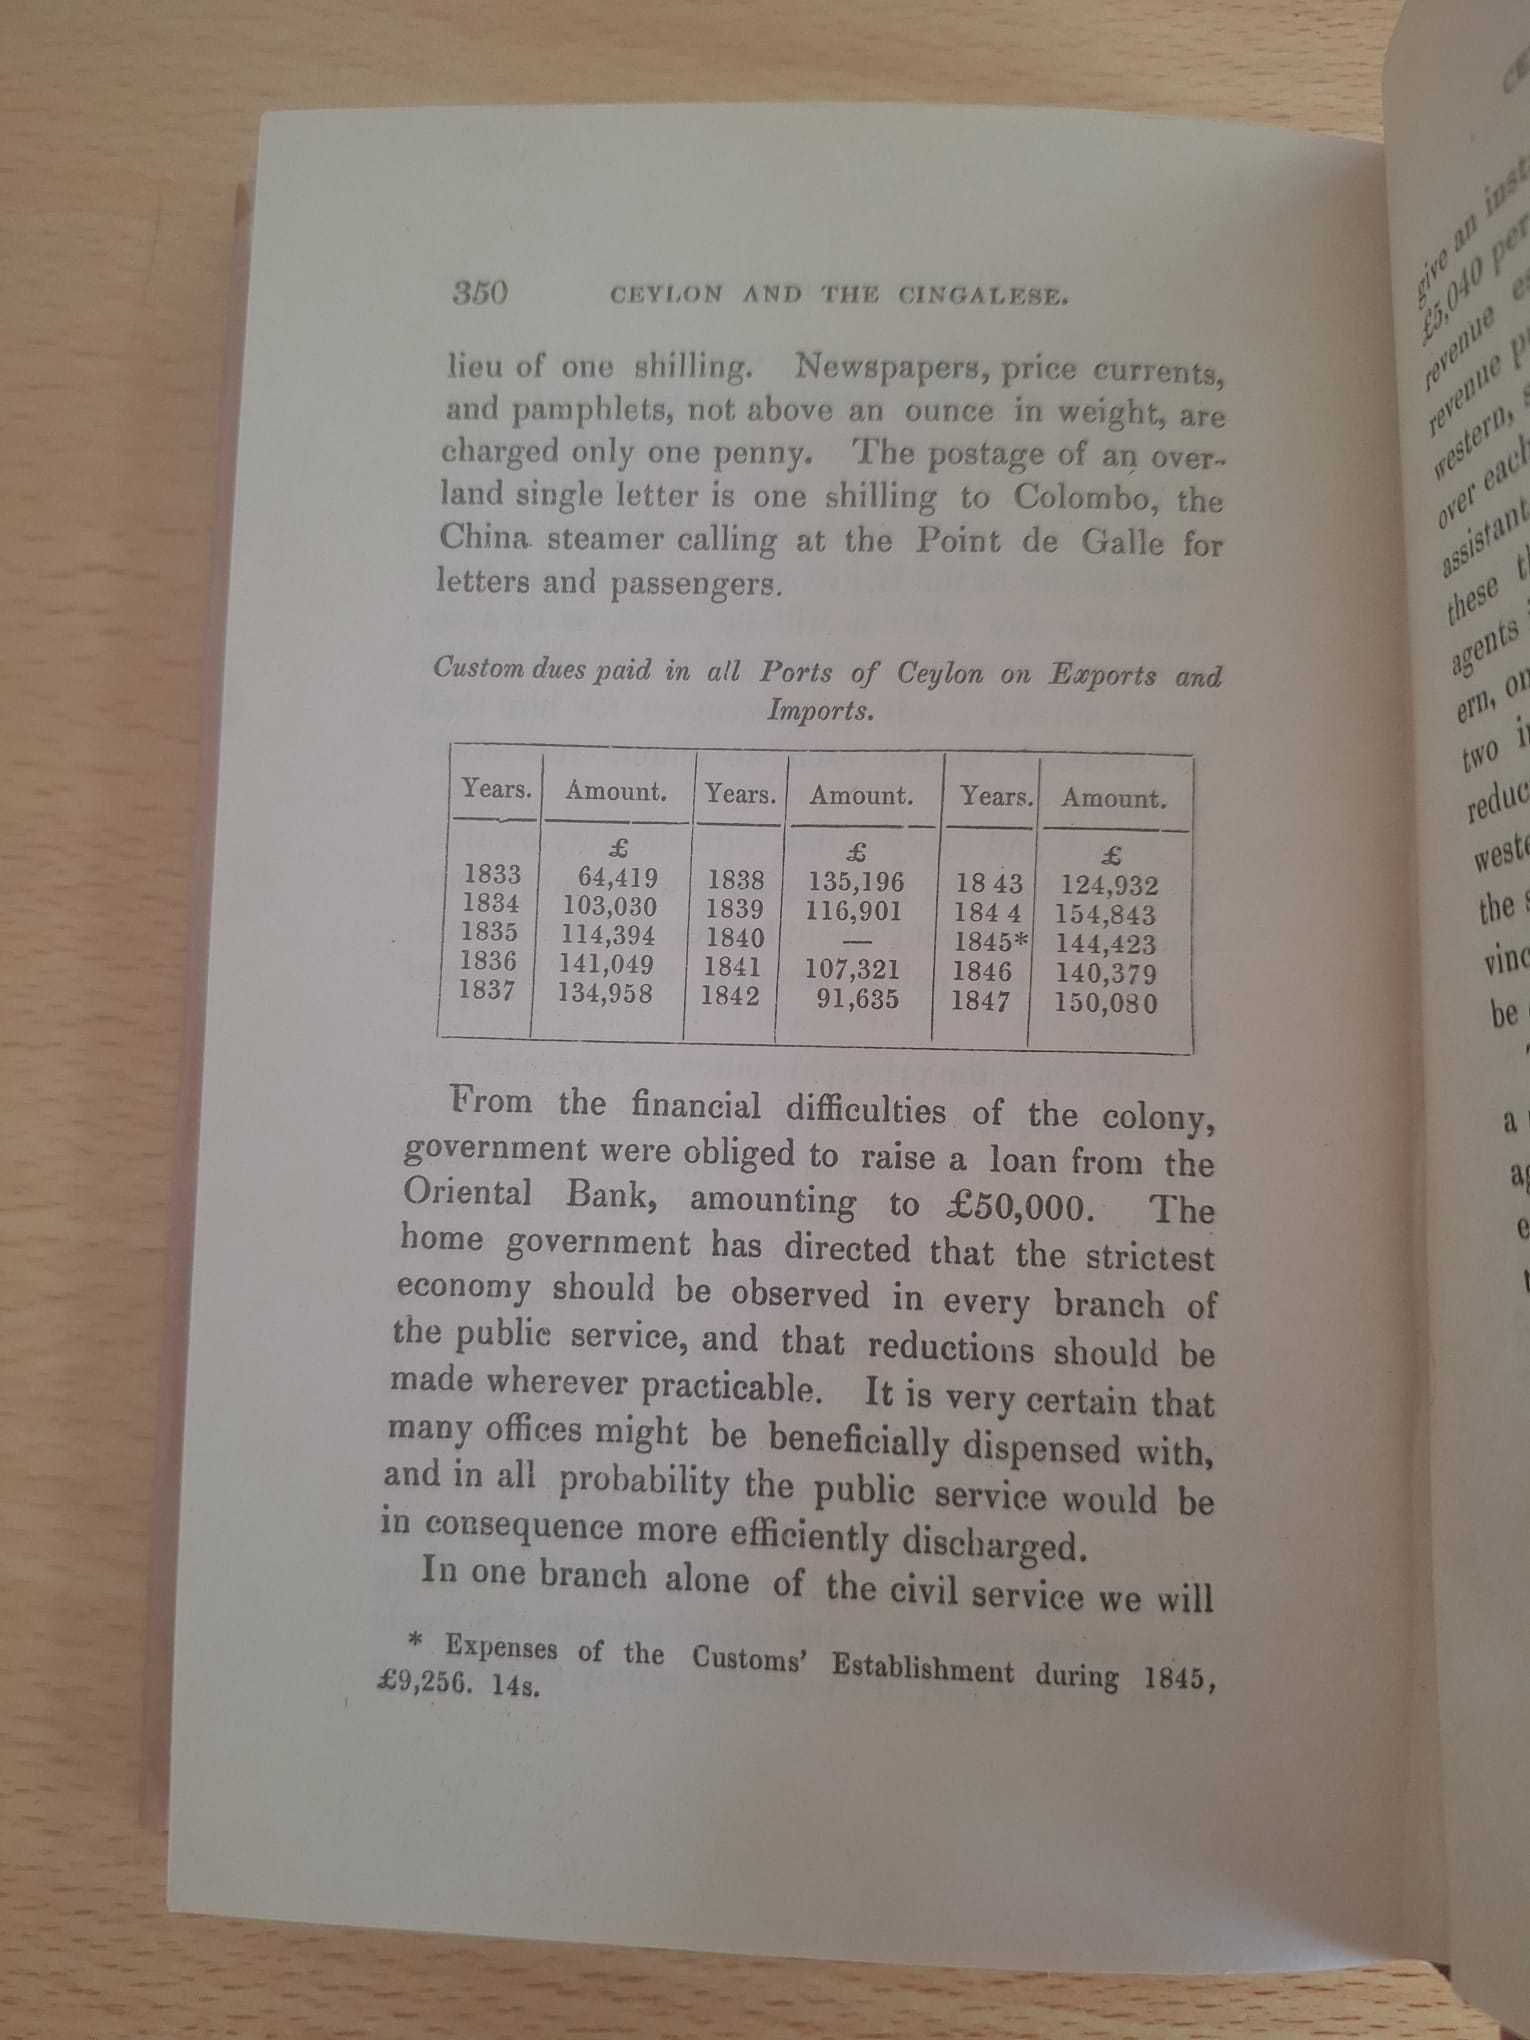 350 CEYLON AND THE CINGALESE.
lieu of one shilling. Newspapers, price currents,
and pamphlets, not above an ounce in weight, are
charged only one penny. The postage of an over-
land single letter is one shilling to Colombo, the
China steamer calling at the Point de Galle for
letters and passengers.
Custom dues paid in all Ports of Ceylon on Exports and
Imports.
Years. Amount. Years. Amount. Years. Amount.
£ £ £
1833 64,419 1838 135,196 1843 124,932
1834 103,030 1839 116,901 1844 154,843
1835 114,394 1840 — 1845* 144,423
1836 141,049 1841 107,321 1846 140,379
1837 134,958 1842 91,635 1847 150,080
From the financial difficulties of the colony,
government were obliged to raise a loan from the
Oriental Bank, amounting to £50,000. The
home government has directed that the strictest
economy should be observed in every branch of
the public service, and that reductions should be
made wherever practicable. It is very certain that
many offices might be beneficially dispensed with,
and in all probability the public service would be
in consequence more efficiently discharged.
In one branch alone of the civil service we will
* Expenses of the Customs' Establishment during 1845,
£9,256. 14s.
give an
£5,040 per
revenue
revenue
western,
over each
assistant
these
agents
ern,
two
the
be
a